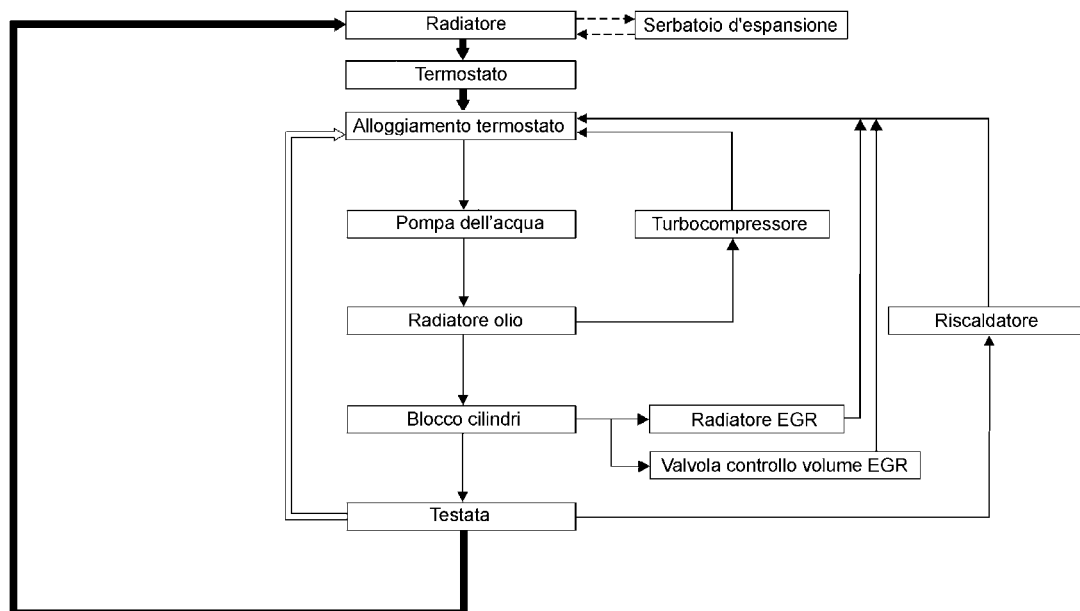 Radiatore
Serbatoio d'espansione
Termostato
Alloggiamento termostato
Pompa dell'acqua
Turbocompressore
Radiatore olio
Riscaldatore
Blocco cilindri
Radiatore EGR
Valvola controllo volume EGR
Testata